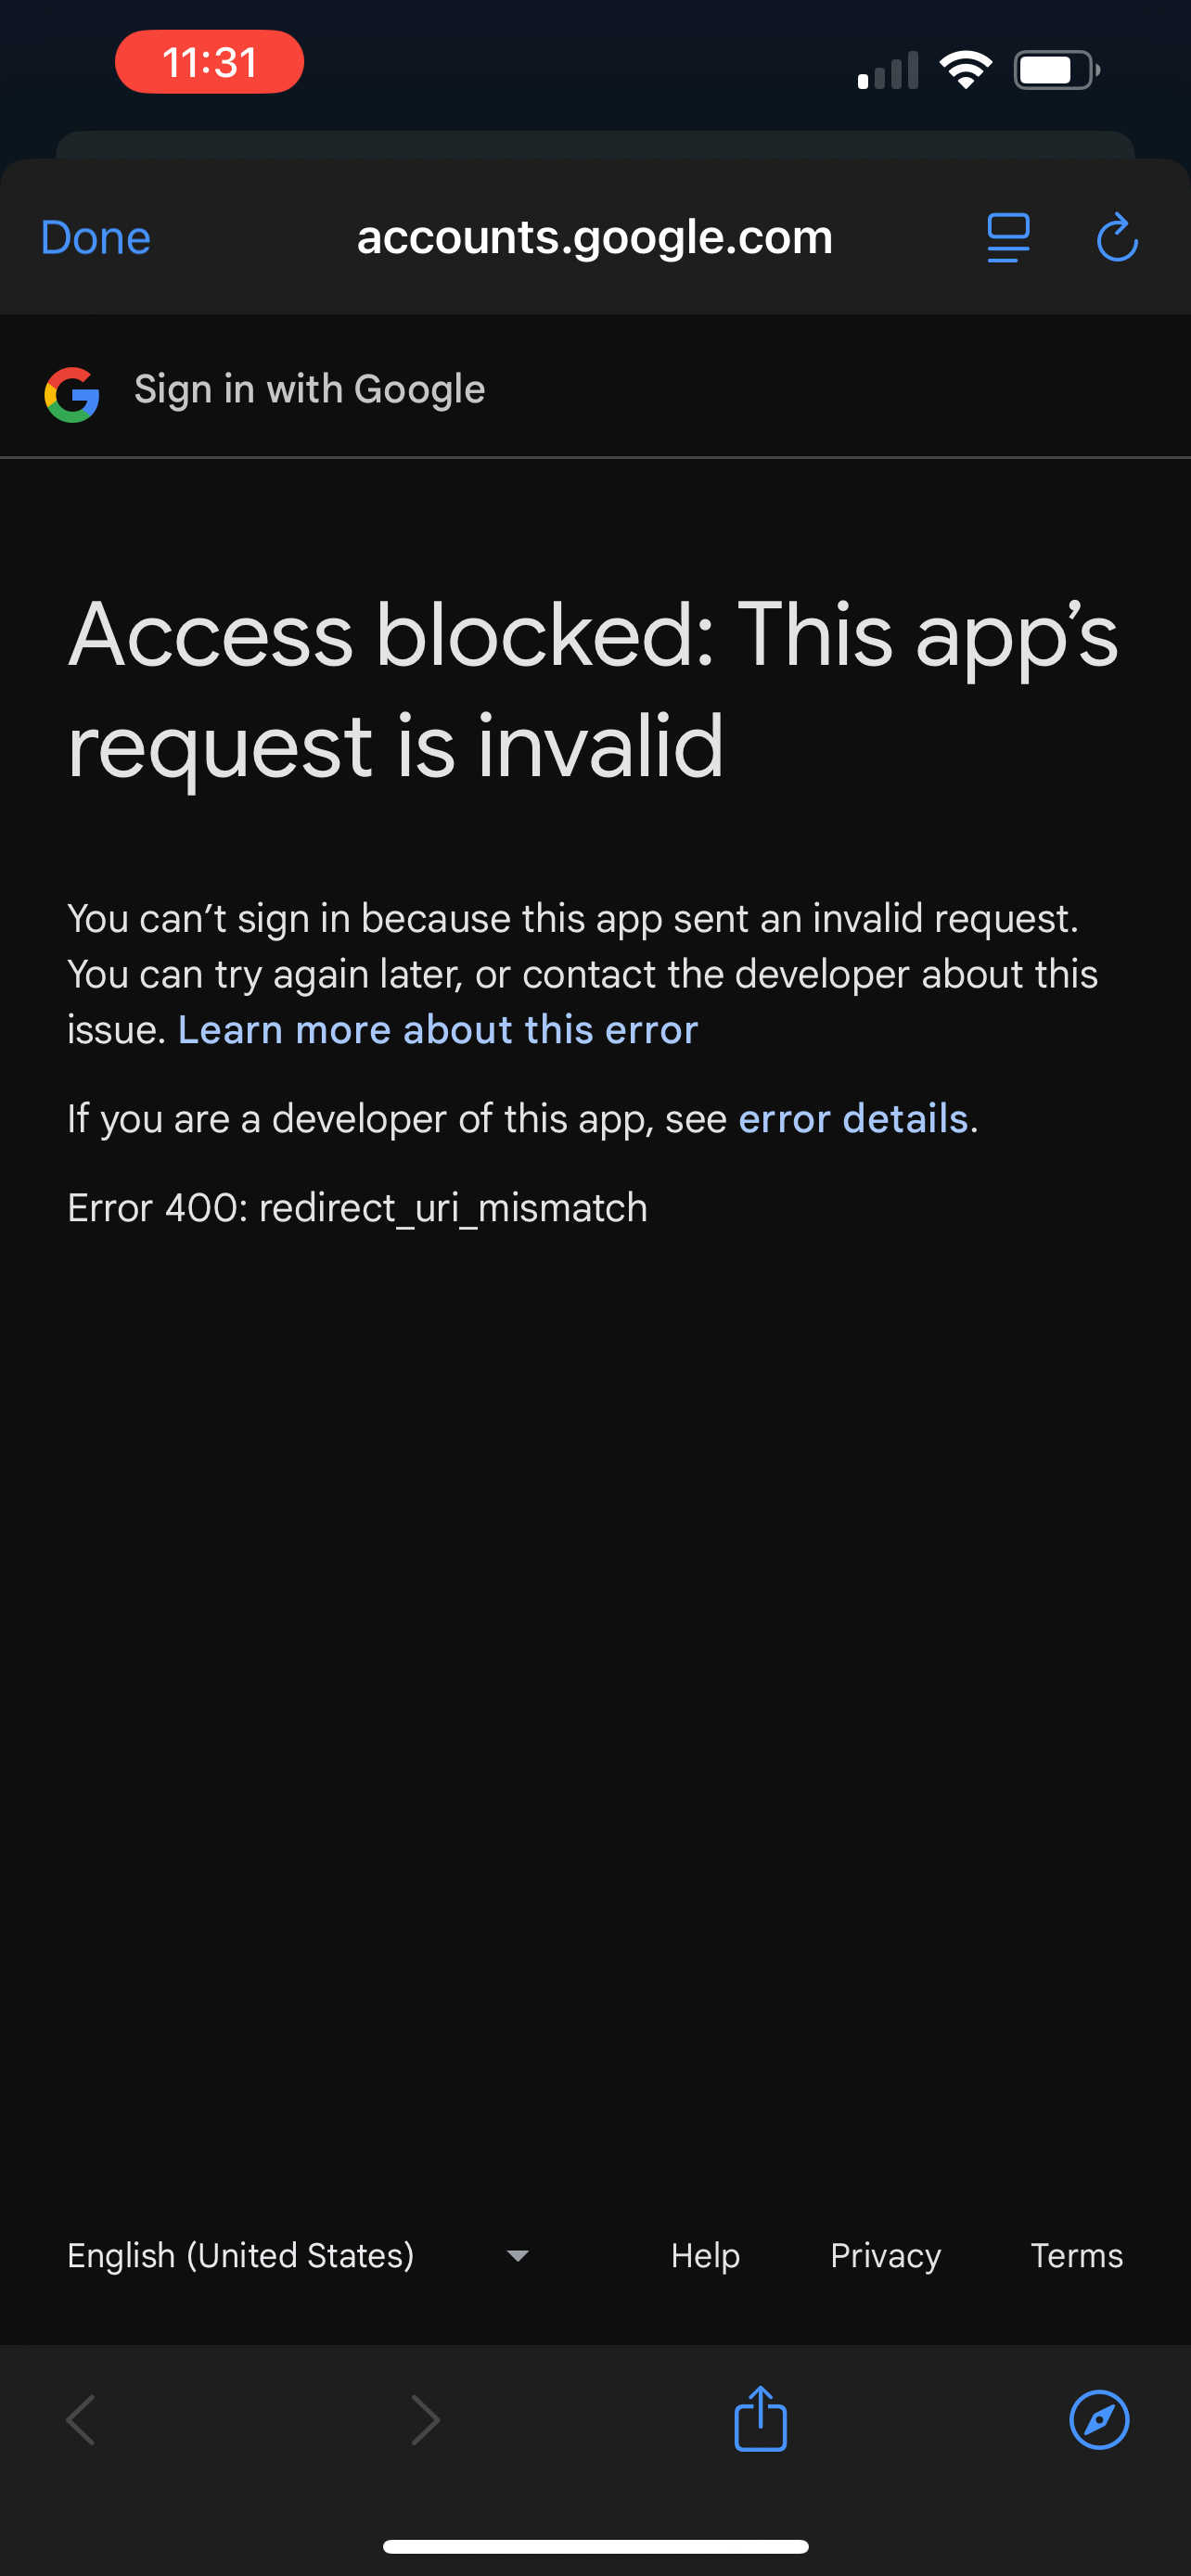 11:31
Done
accounts.google.com
Sign in with Google
Access blocked: This app’s
request is invalid
You can’t sign in because this app sent an invalid request.
You can try again later, or contact the developer about this
issue. Learn more about this error
If you are a developer of this app, see error details.
Error 400: redirect_uri_mismatch
English (United States)
Help
Privacy
Terms